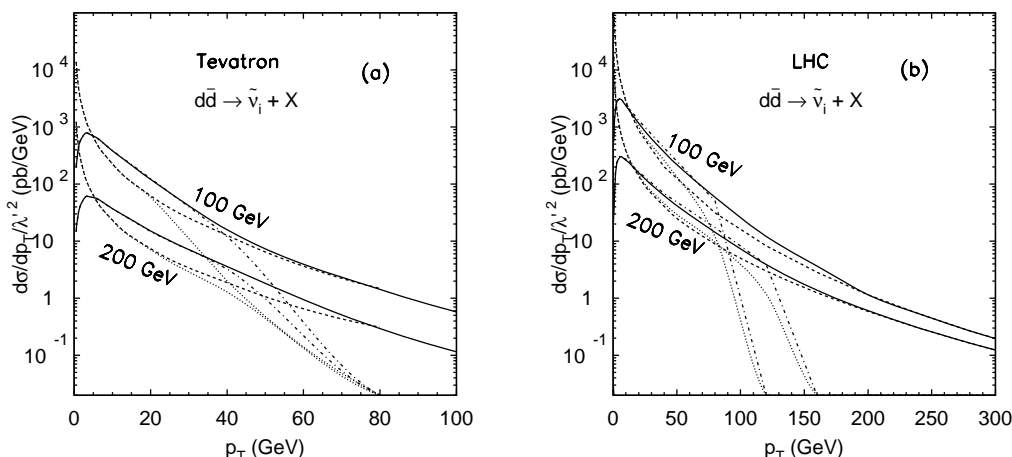 dσ/dp_T/λ'^2 (pb/GeV)
10^4
10^3
10^2
10
1
10^-1
Tevatron
(a)
dd̄ → ν̃_i + X
100 GeV
200 GeV
0 20 40 60 80 100
p_T (GeV)
dσ/dp_T/λ'^2 (pb/GeV)
10^4
10^3
10^2
10
1
10^-1
LHC
(b)
dd̄ → ν̃_i + X
100 GeV
200 GeV
0 50 100 150 200 250 300
p_T (GeV)